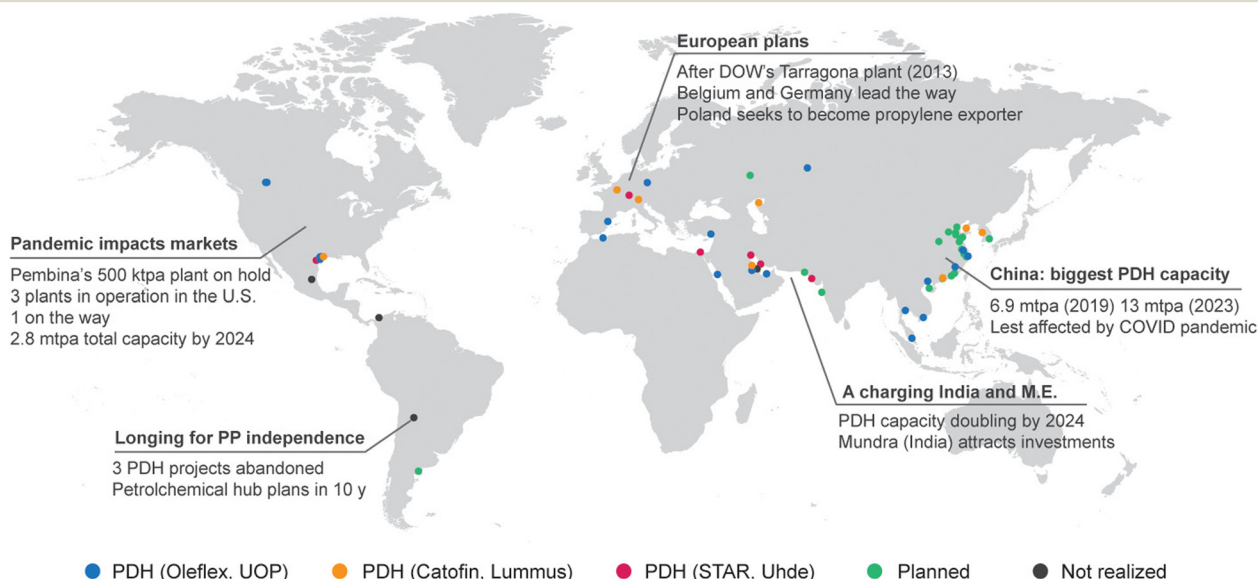 European plans
After DOW's Tarragona plant (2013)
Belgium and Germany lead the way
Poland seeks to become propylene exporter
Pandemic impacts markets
Pembina's 500 ktpa plant on hold
3 plants in operation in the U.S.
1 on the way
2.8 mtpa total capacity by 2024
China: biggest PDH capacity
6.9 mtpa (2019) 13 mtpa (2023)
Lest affected by COVID pandemic
A charging India and M.E.
PDH capacity doubling by 2024
Mundra (India) attracts investments
Longing for PP independence
3 PDH projects abandoned
Petrolchemical hub plans in 10 y
PDH (Oleflex, UOP)
PDH (Catofin, Lummus)
PDH (STAR, Uhde)
Planned
Not realized